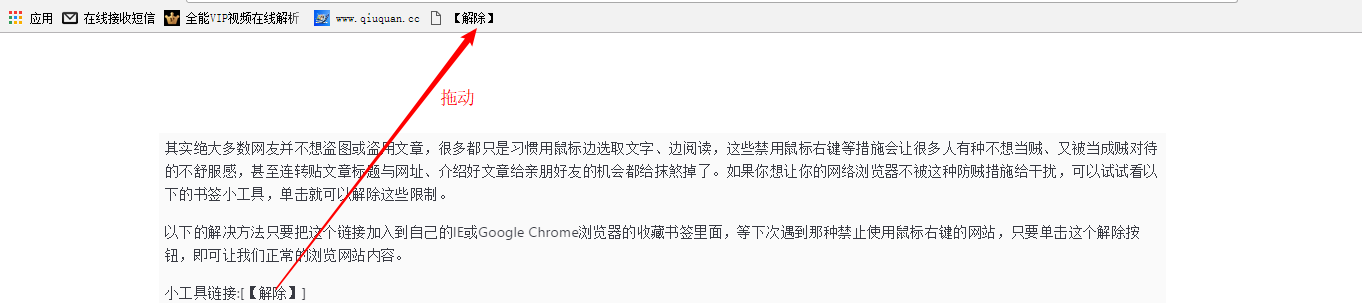 应用 在线接收短信 全能VIP视频在线解析 www.qiuquan.cc 【解除】
拖动
其实绝大多数网友并不想盗图或盗用文章，很多都只是习惯用鼠标边选取文字、边阅读，这些禁用鼠标右键等措施会让很多人有种不想当贼、又被当成贼对待
的不舒服感，甚至连转贴文章标题与网址、介绍好文章给亲朋好友的机会都给抹煞掉了。如果你想让你的网络浏览器不被这种防贼措施给干扰，可以试试看以
下的书签小工具，单击就可以解除这些限制。
以下的解决方法只要把这个链接加入到自己的IE或Google Chrome浏览器的收藏书签里面，等下次遇到那种禁止使用鼠标右键的网站，只要单击这个解除按
钮，即可让我们正常的浏览网站内容。
小工具链接:[【解除】]